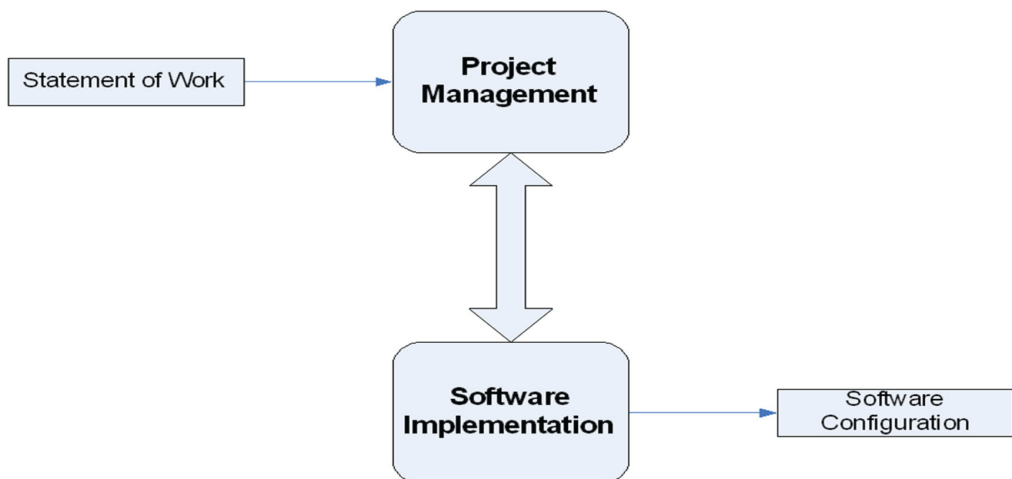 Project
Management
Statement of Work
Software
Implementation
Software
Configuration